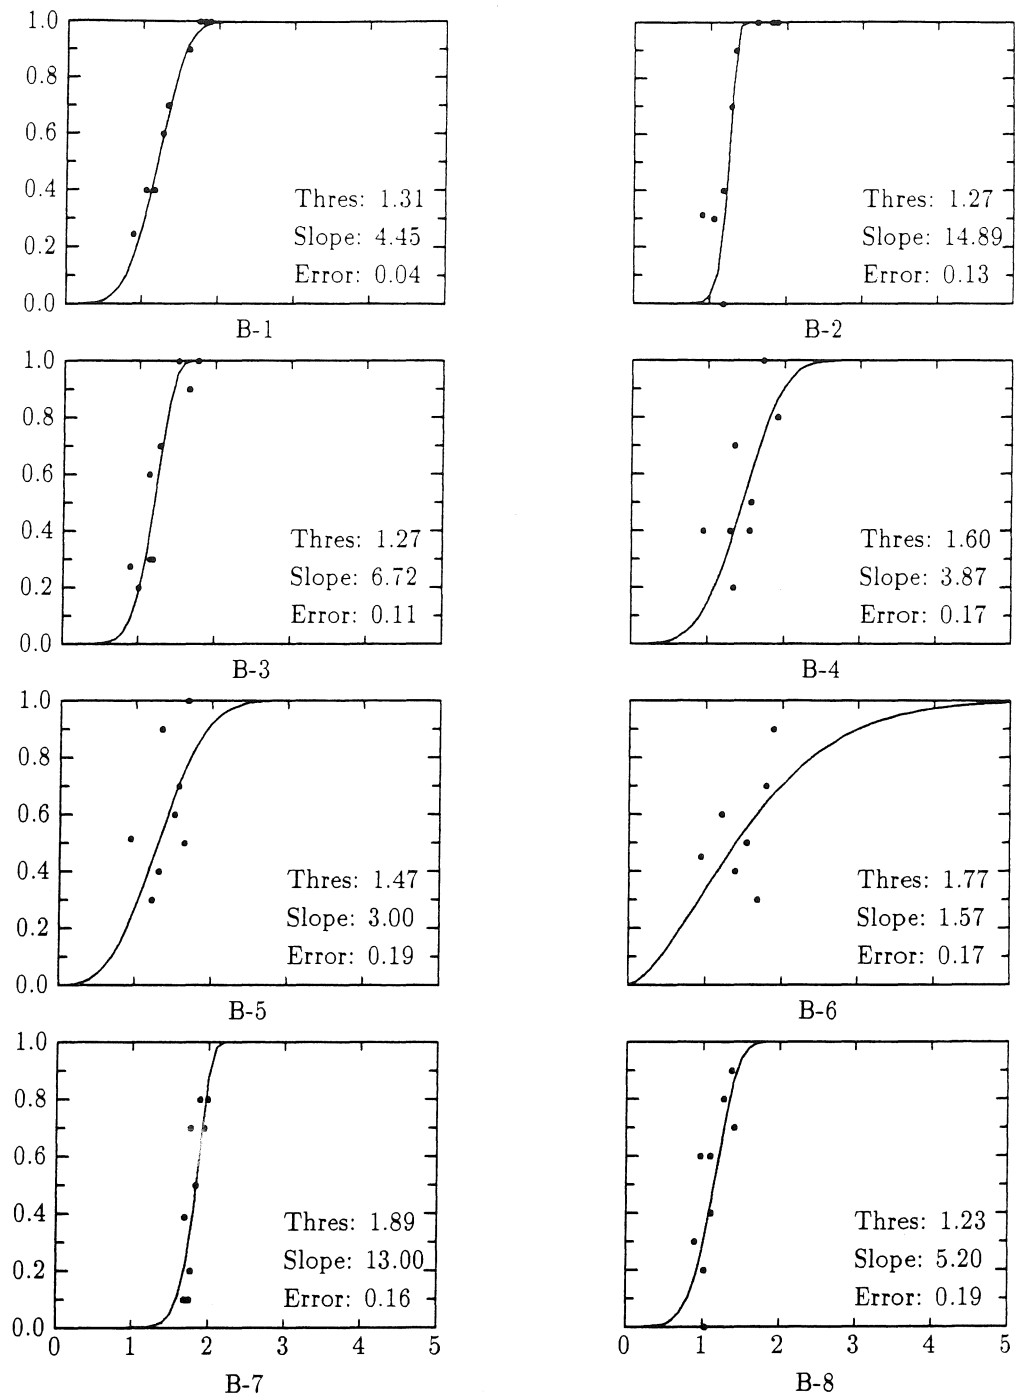 1.0
0.8
0.6
0.4
0.2
0.0
Thres: 1.31
Slope: 4.45
Error: 0.04
B-1
Thres: 1.27
Slope: 14.89
Error: 0.13
B-2
1.0
0.8
0.6
0.4
0.2
0.0
Thres: 1.27
Slope: 6.72
Error: 0.11
B-3
Thres: 1.60
Slope: 3.87
Error: 0.17
B-4
1.0
0.8
0.6
0.4
0.2
0.0
Thres: 1.47
Slope: 3.00
Error: 0.19
B-5
Thres: 1.77
Slope: 1.57
Error: 0.17
B-6
1.0
0.8
0.6
0.4
0.2
0.0
Thres: 1.89
Slope: 13.00
Error: 0.16
0 1 2 3 4 5
B-7
Thres: 1.23
Slope: 5.20
Error: 0.19
0 1 2 3 4 5
B-8